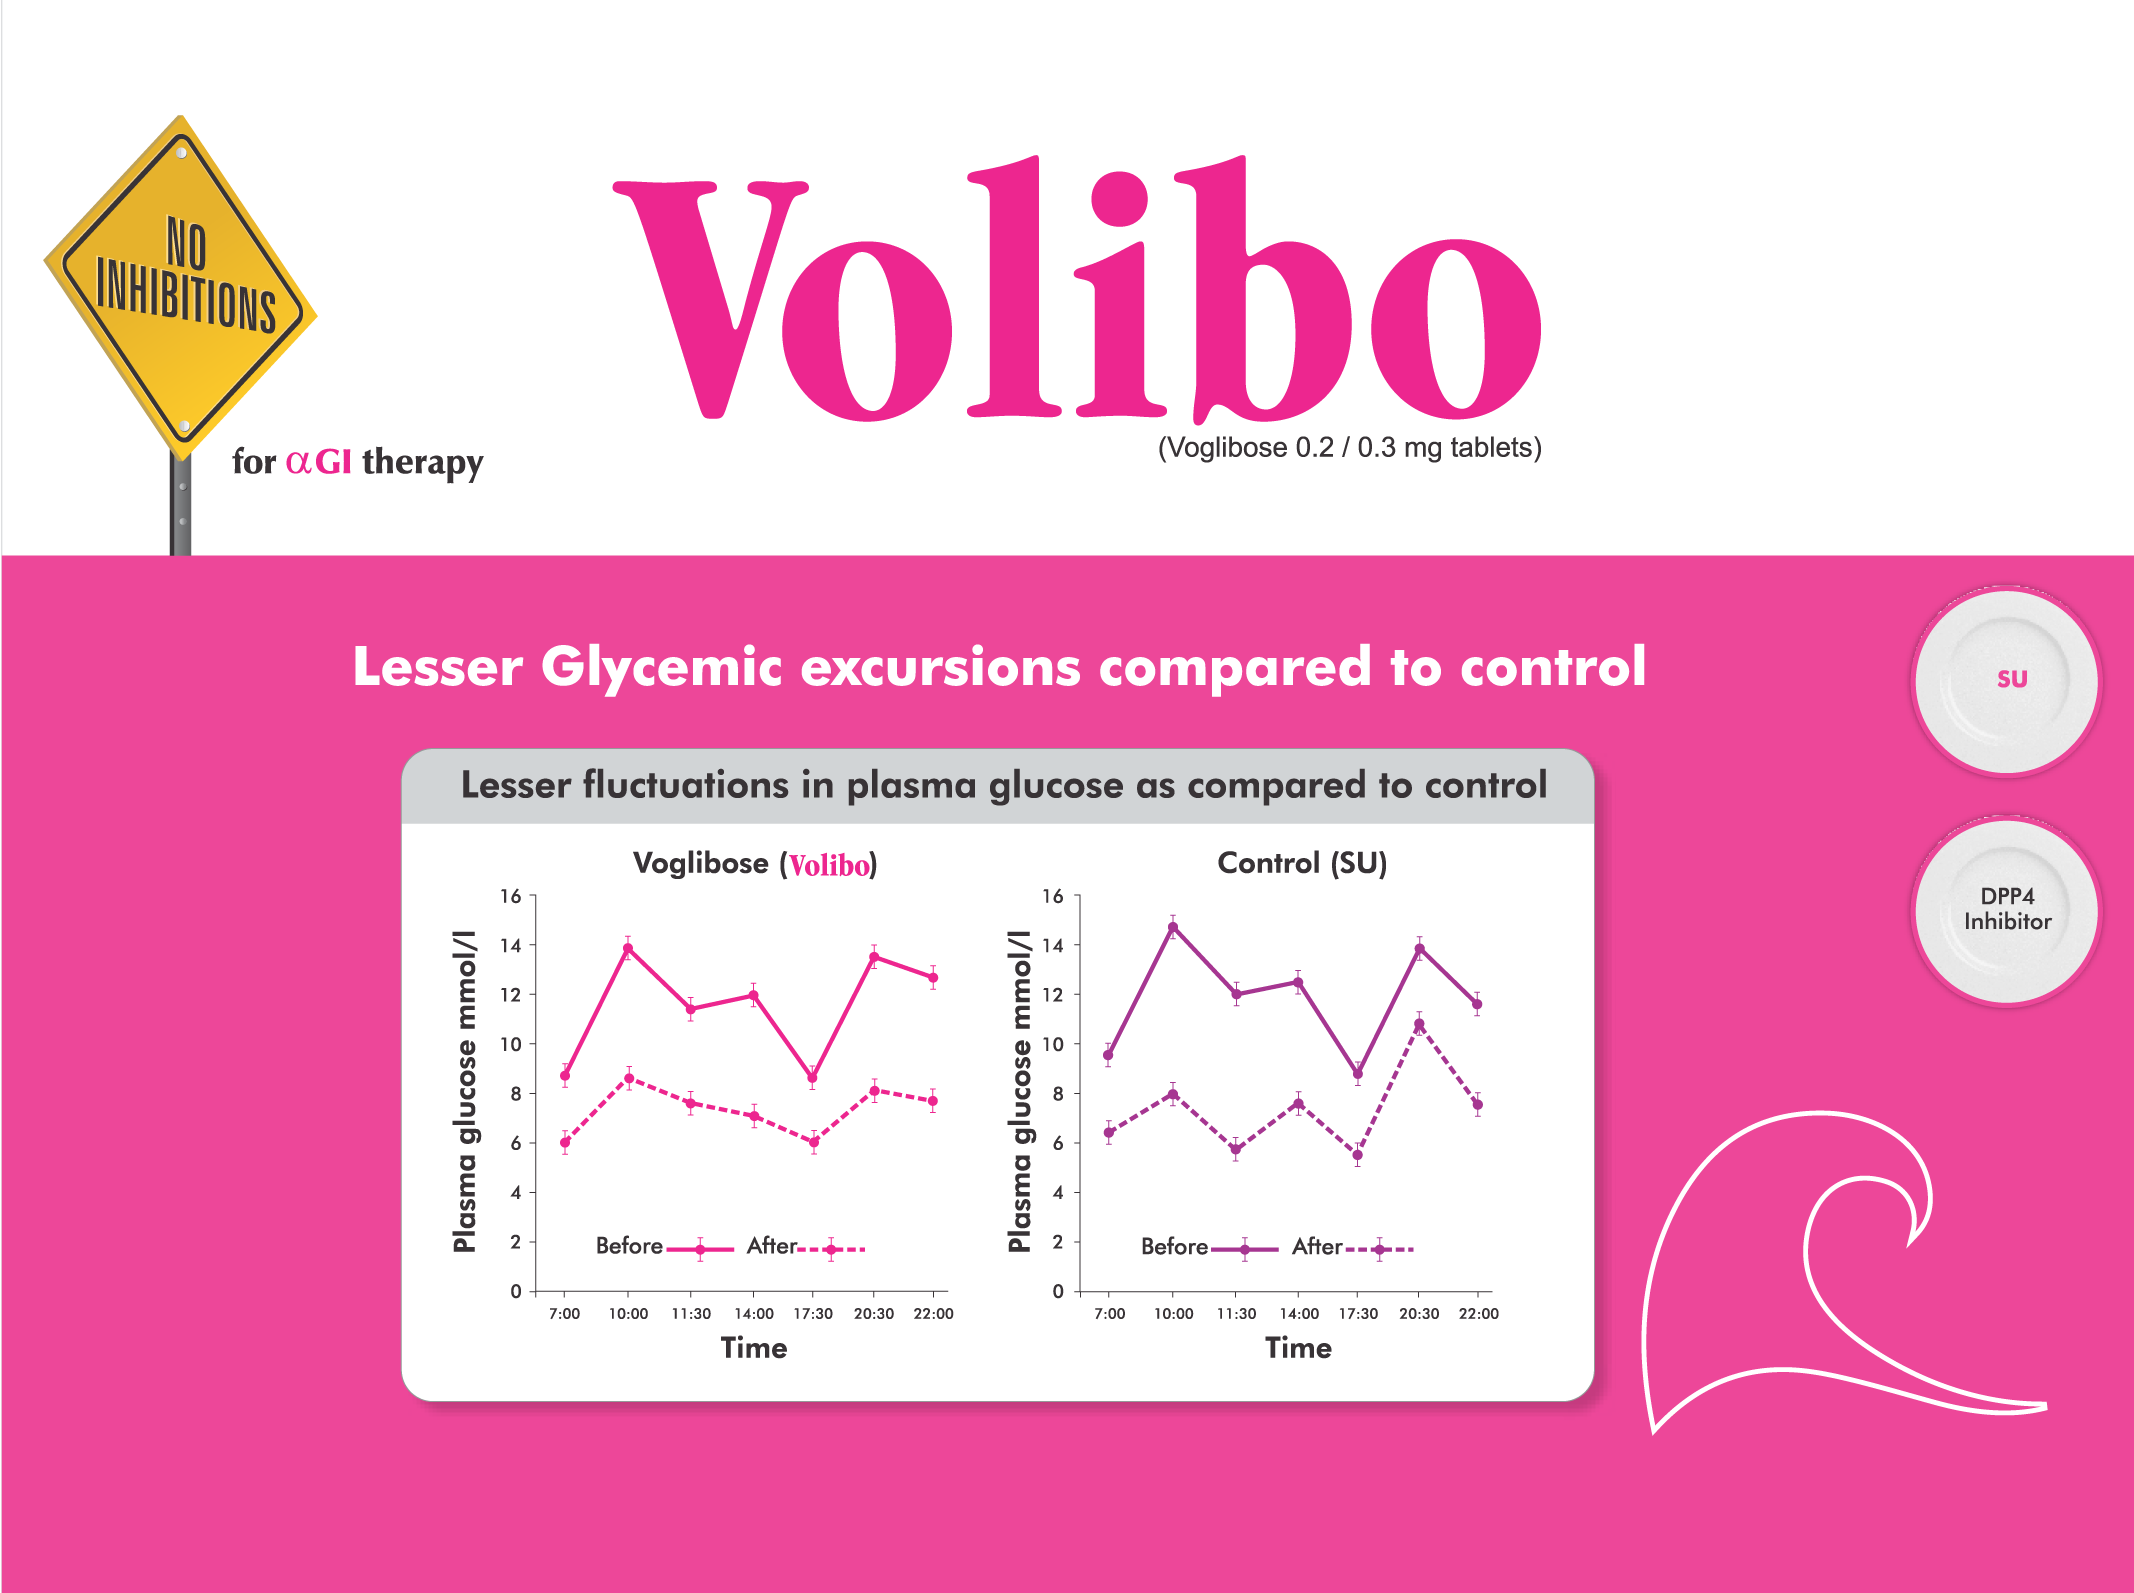 NO
INHIBITIONS
for αGI therapy
Volibo
(Voglibose 0.2 / 0.3 mg tablets)
Lesser Glycemic excursions compared to control
SU
DPP4
Inhibitor
Lesser fluctuations in plasma glucose as compared to control
Voglibose (Volibo)
Plasma glucose mmol/l
16
14
12
10
8
6
4
2
0
Before After
7:00 10:00 11:30 14:00 17:30 20:30 22:00
Time
Control (SU)
Plasma glucose mmol/l
16
14
12
10
8
6
4
2
0
Before After
7:00 10:00 11:30 14:00 17:30 20:30 22:00
Time